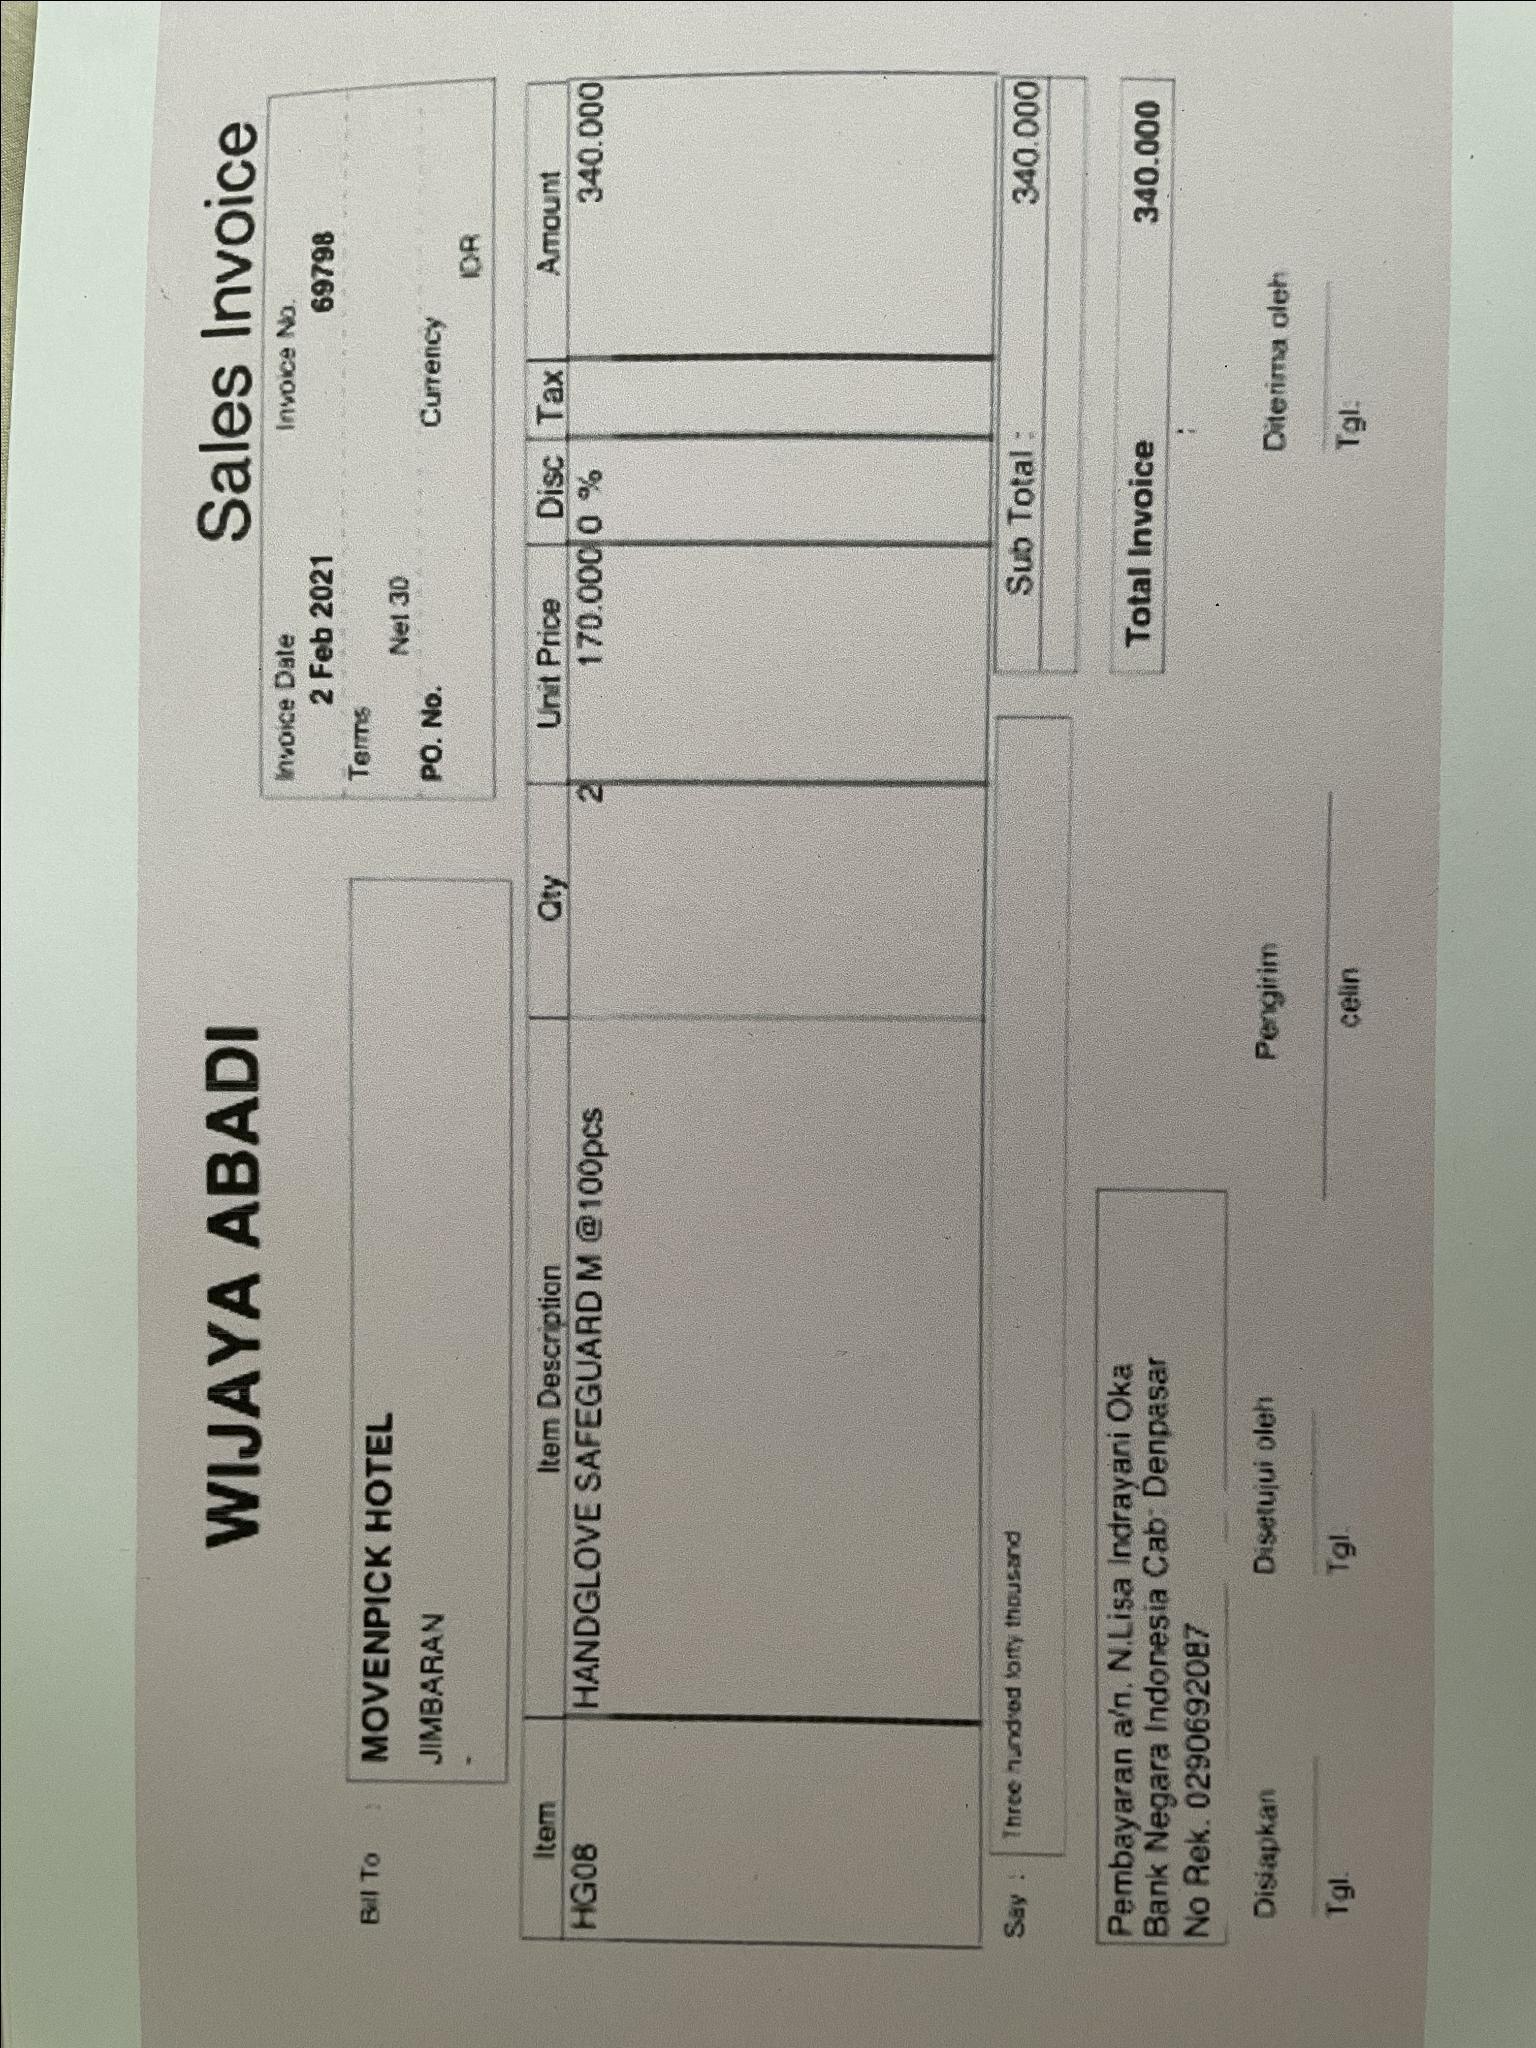 WIJAYA ABADI
Sales Invoice
Bill To :
MOVENPICK HOTEL
JIMBARAN
-
Invoice Date Invoice No.
2 Feb 2021 69798
Terms
Net 30
PO. No. Currency
IDR
Item Item Description Qty Unit Price Disc Tax Amount
HG08 HANDGLOVE SAFEGUARD M @100pcs 2 170.000 0 % 340.000
Say : Three hundred forty thousand
Sub Total : 340.000
Total Invoice 340.000
:
Pembayaran a/n. N.Lisa Indrayani Oka
Bank Negara Indonesia Cab: Denpasar
No Rek. 0290692087
Disiapkan Disetujui oleh Pengirim Diterima oleh
Tgl. Tgl. celin Tgl.